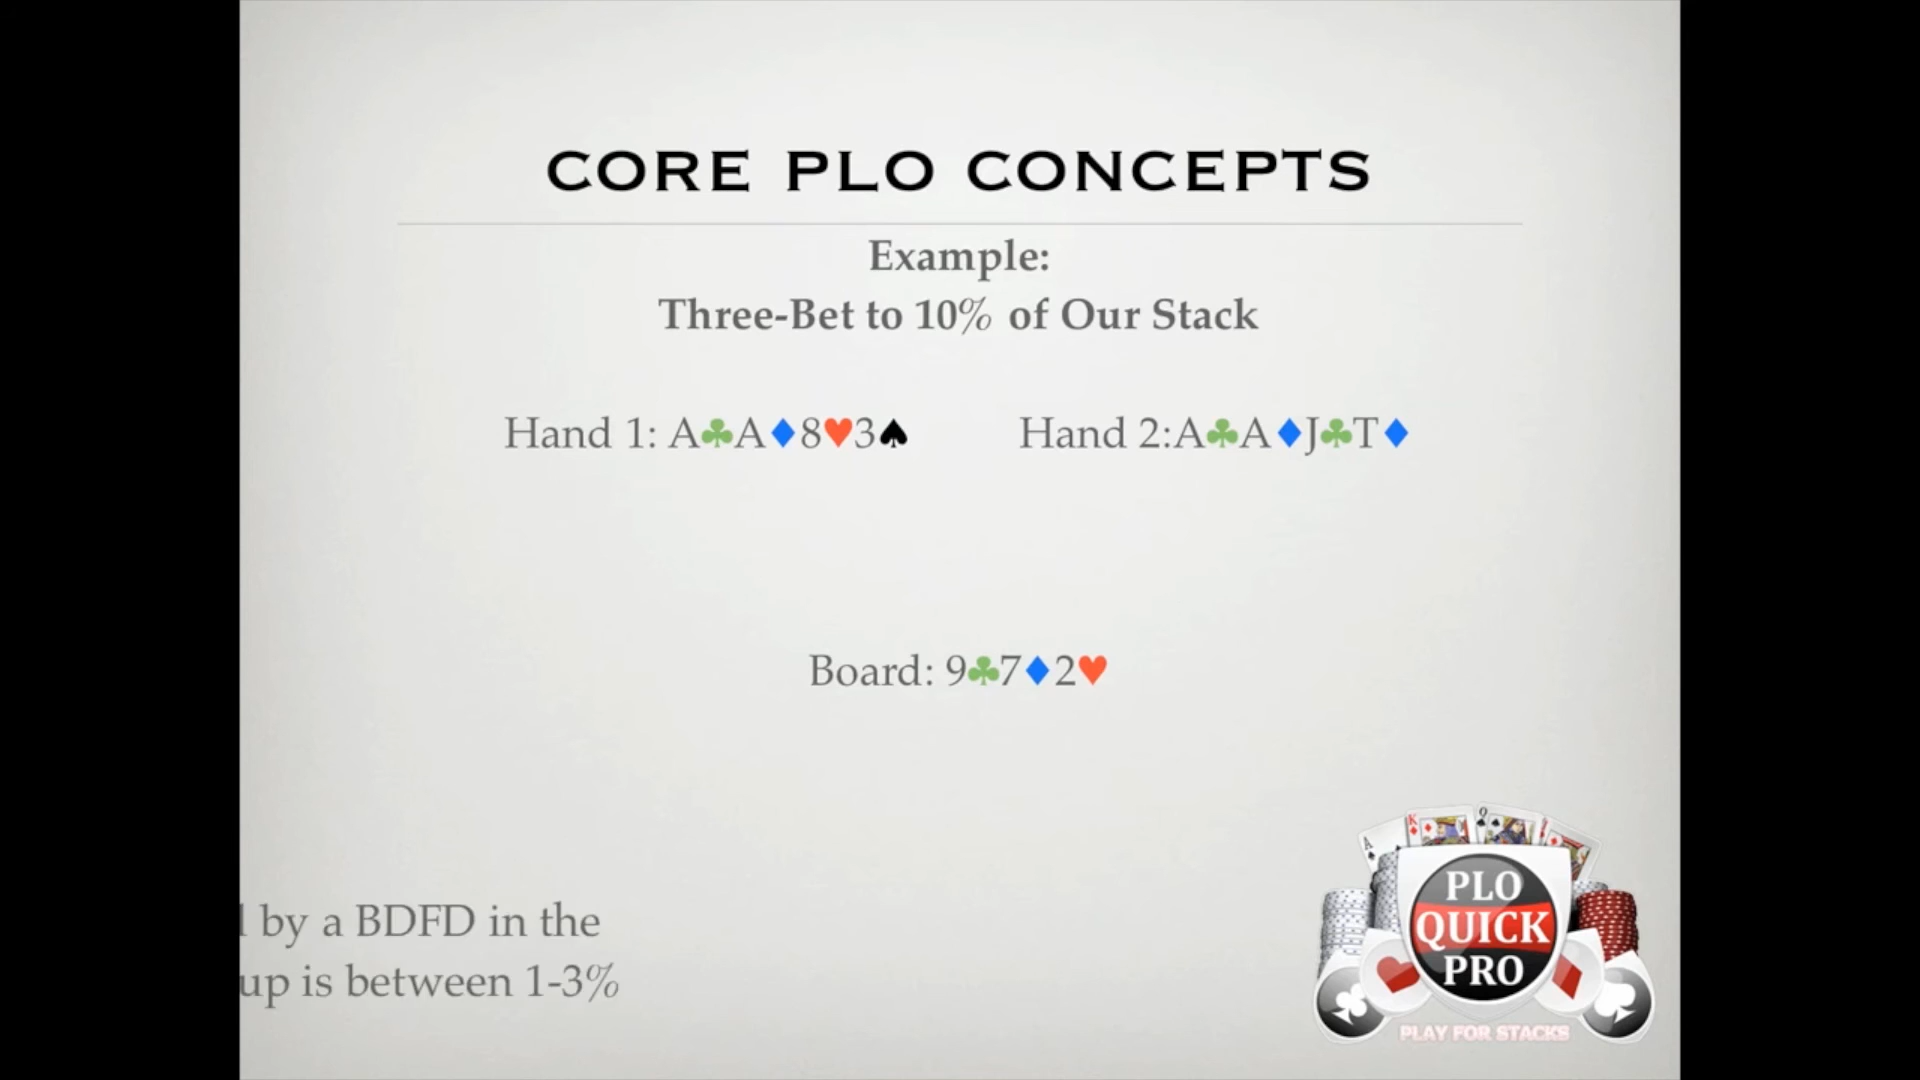 CORE PLO CONCEPTS
Example:
Three-Bet to 10% of Our Stack
Hand 1: A♣A♦8♥3♠ Hand 2:A♣A♦J♣T♦
Board: 9♣7♦2♥
by a BDFD in the
up is between 1-3%
PLO
QUICK
PRO
PLAY FOR STACKS